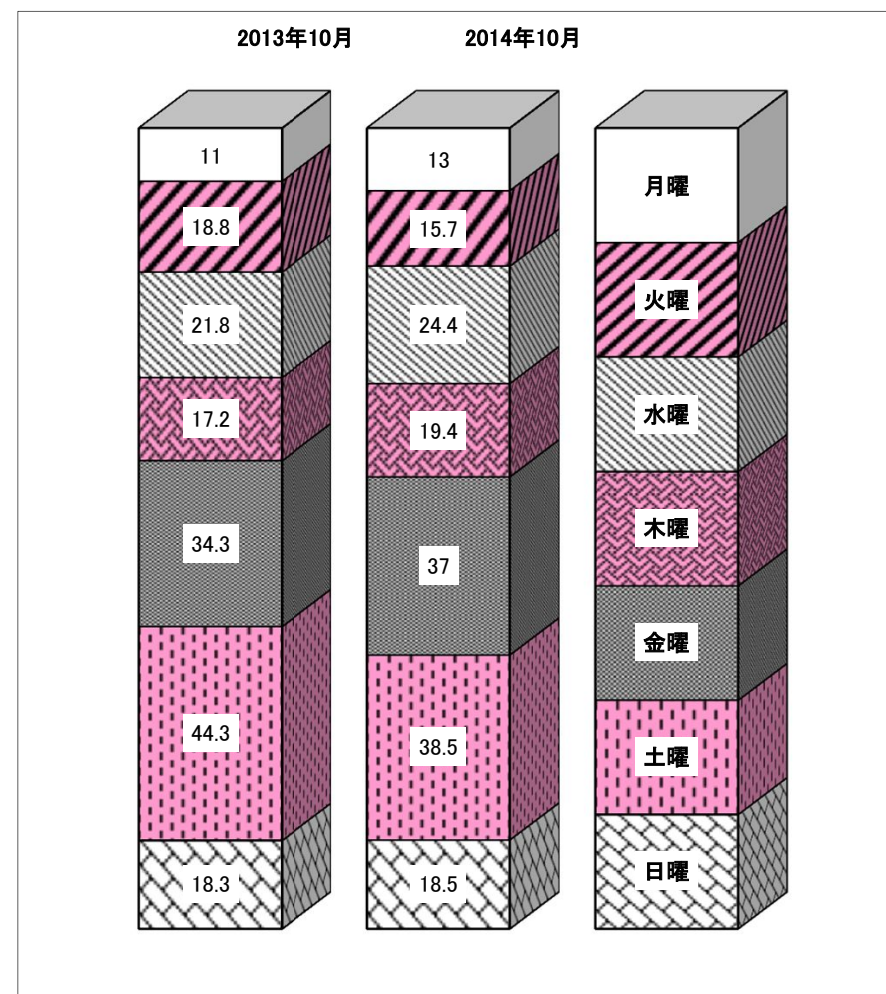 2013年10月 2014年10月
11 13 月曜
18.8 15.7 火曜
21.8 24.4 水曜
17.2 19.4 木曜
34.3 37 金曜
44.3 38.5 土曜
18.3 18.5 日曜